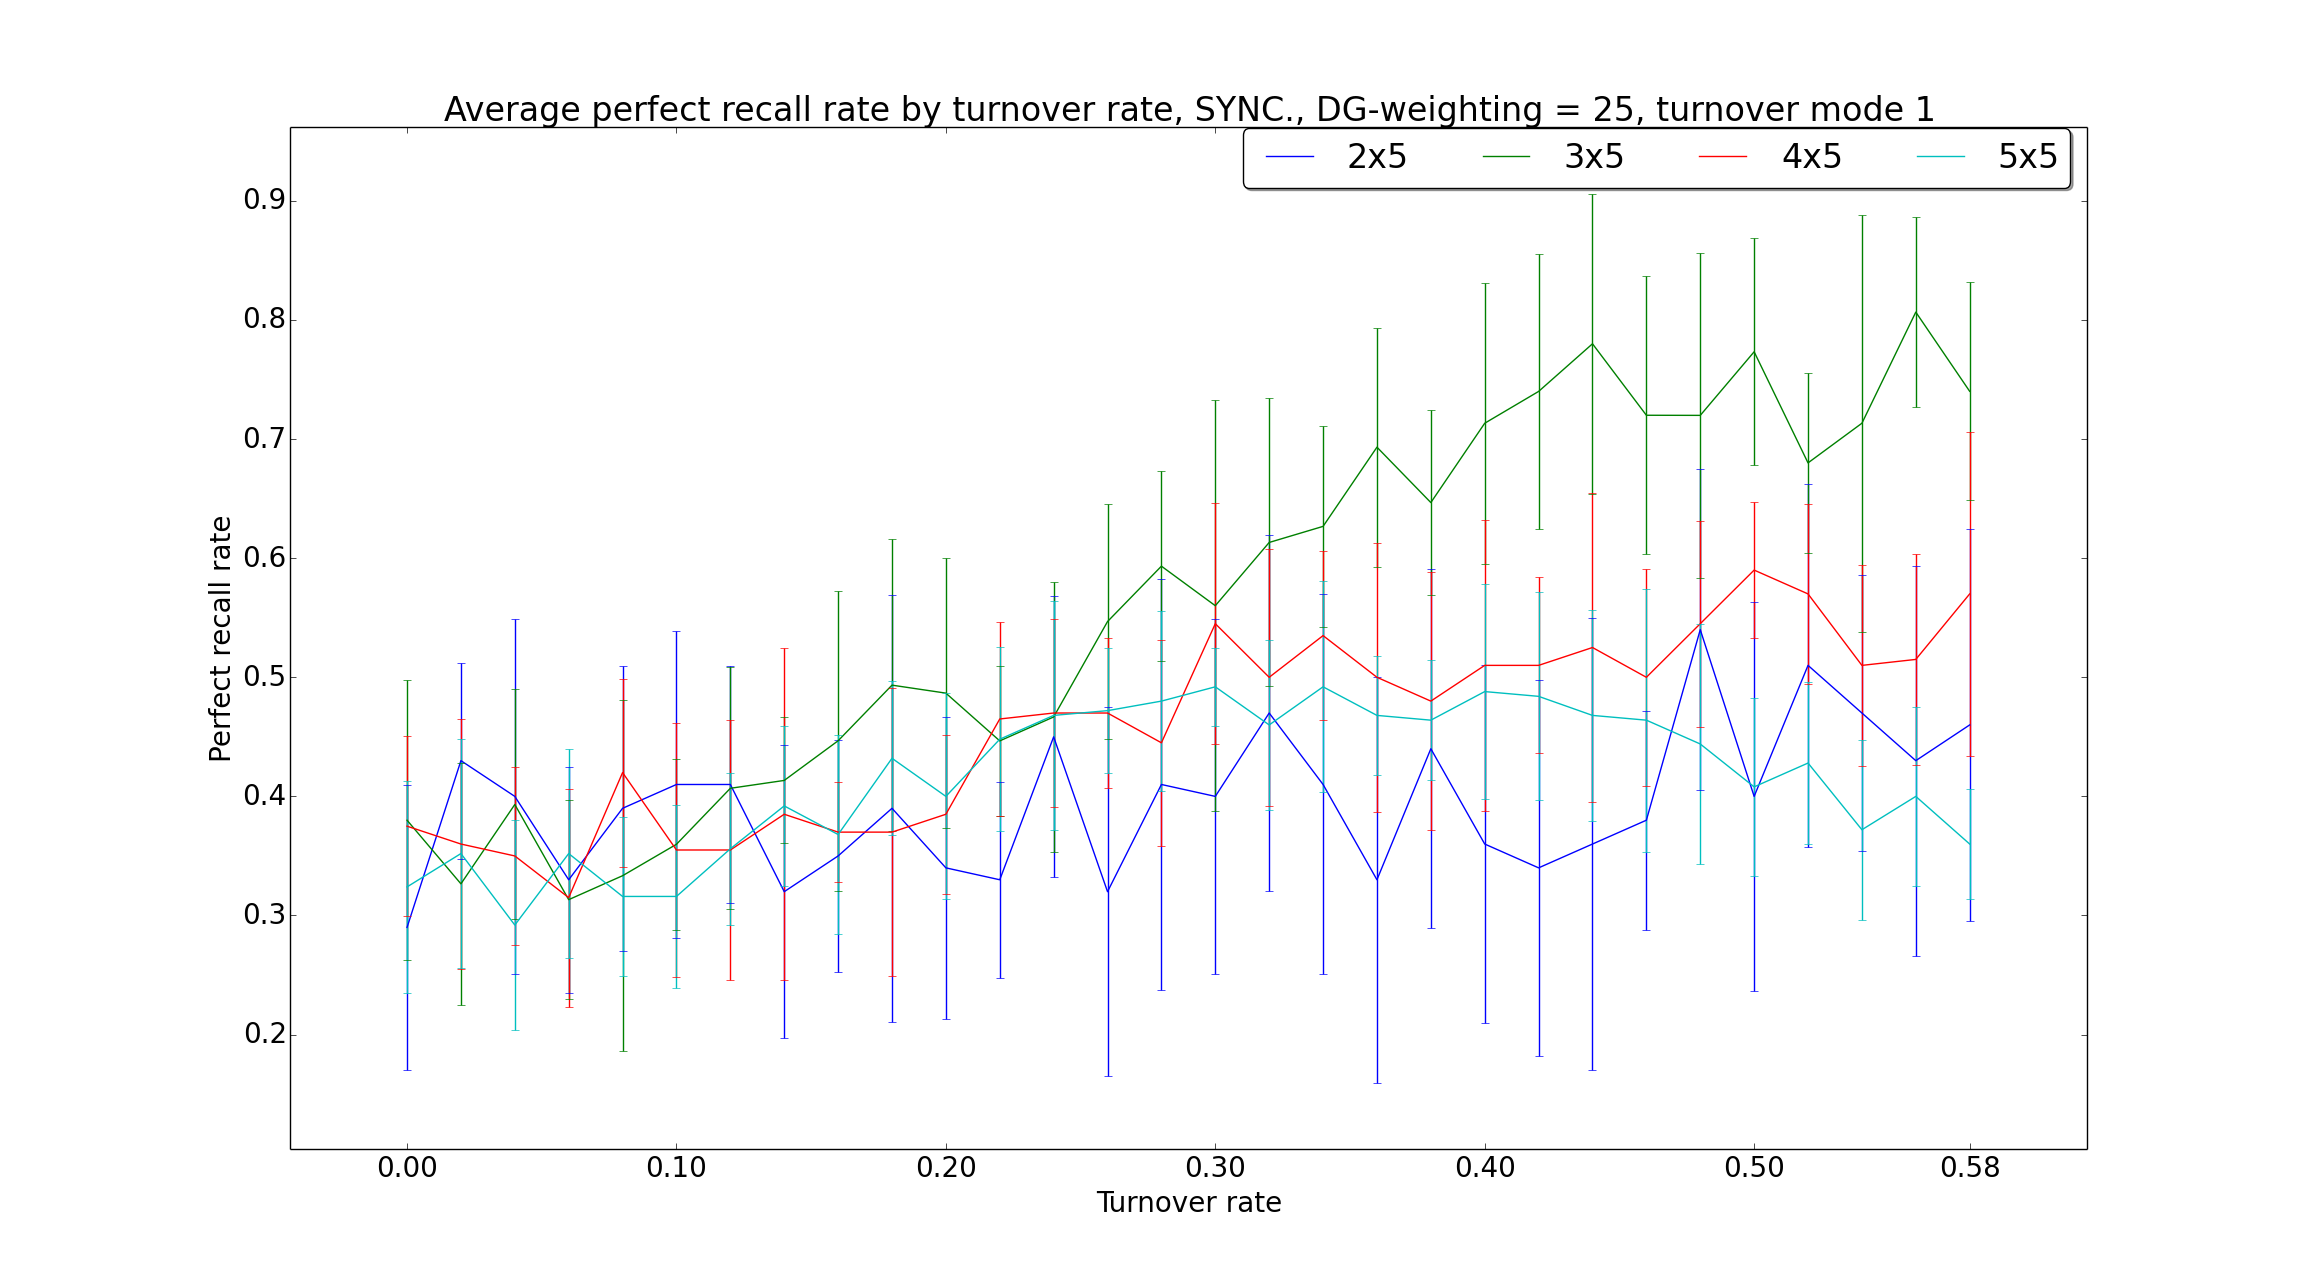 Average perfect recall rate by turnover rate, SYNC., DG-weighting = 25, turnover mode 1
2x5 3x5 4x5 5x5
0.9
0.8
0.7
0.6
0.5
0.4
0.3
0.2
Perfect recall rate
0.00 0.10 0.20 0.30 0.40 0.50 0.58
Turnover rate